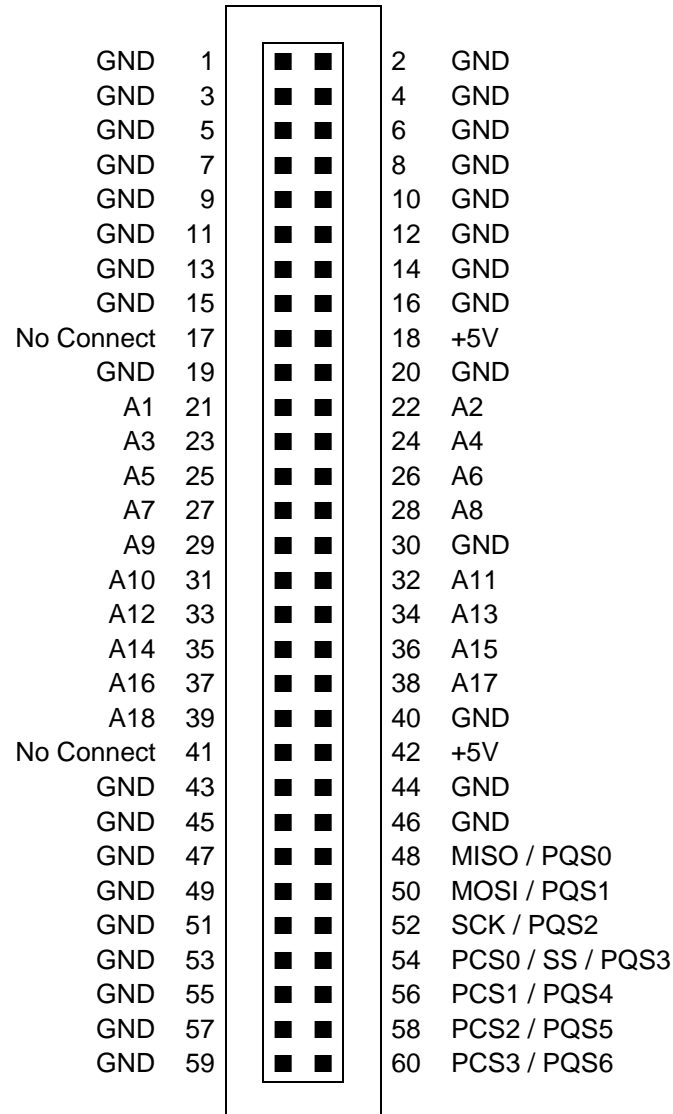 GND 1 2 GND
GND 3 4 GND
GND 5 6 GND
GND 7 8 GND
GND 9 10 GND
GND 11 12 GND
GND 13 14 GND
GND 15 16 GND
No Connect 17 18 +5V
GND 19 20 GND
A1 21 22 A2
A3 23 24 A4
A5 25 26 A6
A7 27 28 A8
A9 29 30 GND
A10 31 32 A11
A12 33 34 A13
A14 35 36 A15
A16 37 38 A17
A18 39 40 GND
No Connect 41 42 +5V
GND 43 44 GND
GND 45 46 GND
GND 47 48 MISO / PQS0
GND 49 50 MOSI / PQS1
GND 51 52 SCK / PQS2
GND 53 54 PCS0 / SS / PQS3
GND 55 56 PCS1 / PQS4
GND 57 58 PCS2 / PQS5
GND 59 60 PCS3 / PQS6